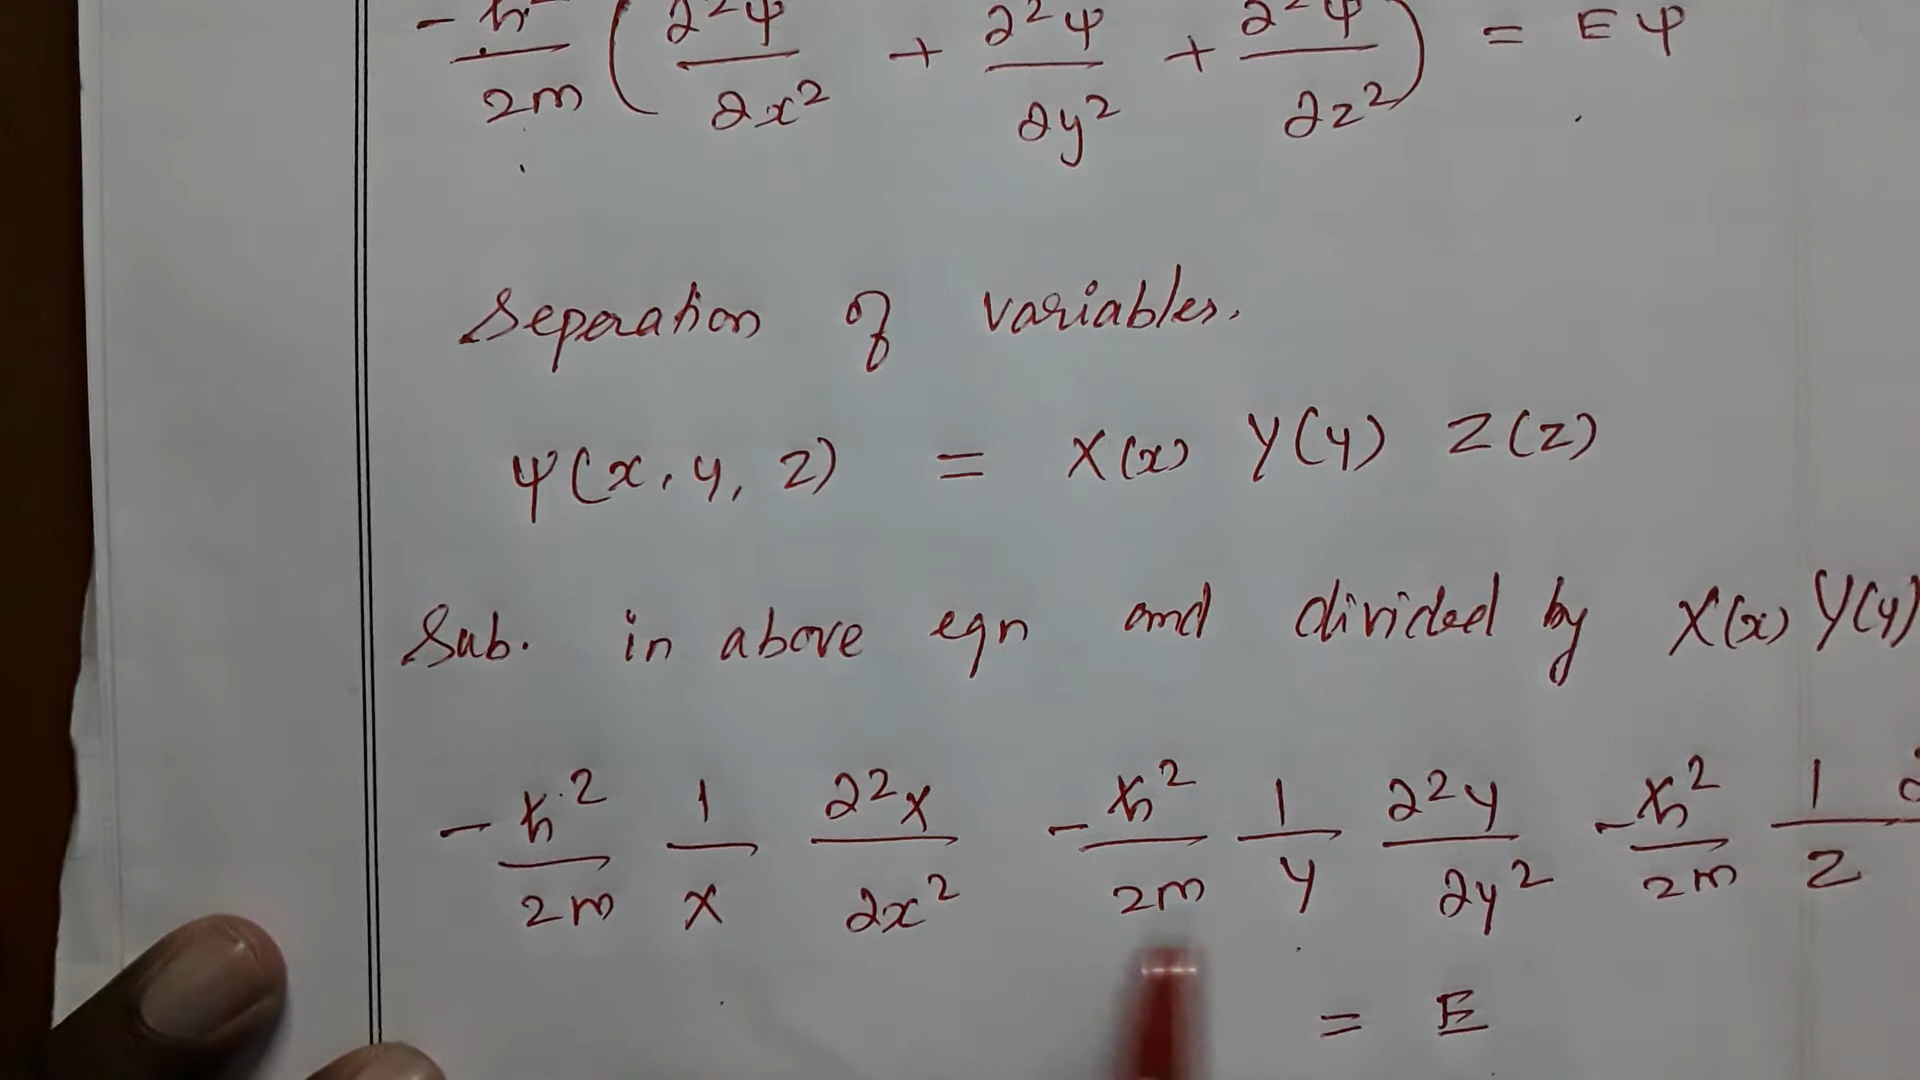 -ħ²/2m (∂²ψ/∂x² + ∂²ψ/∂y² + ∂²ψ/∂z²) = Eψ
Separation of variables.
ψ(x, y, z) = X(x) Y(y) Z(z)
Sub. in above eqn and divided by X(x) Y(y)
-ħ²/2m 1/X ∂²X/∂x² -ħ²/2m 1/Y ∂²Y/∂y² -ħ²/2m 1/Z
= E